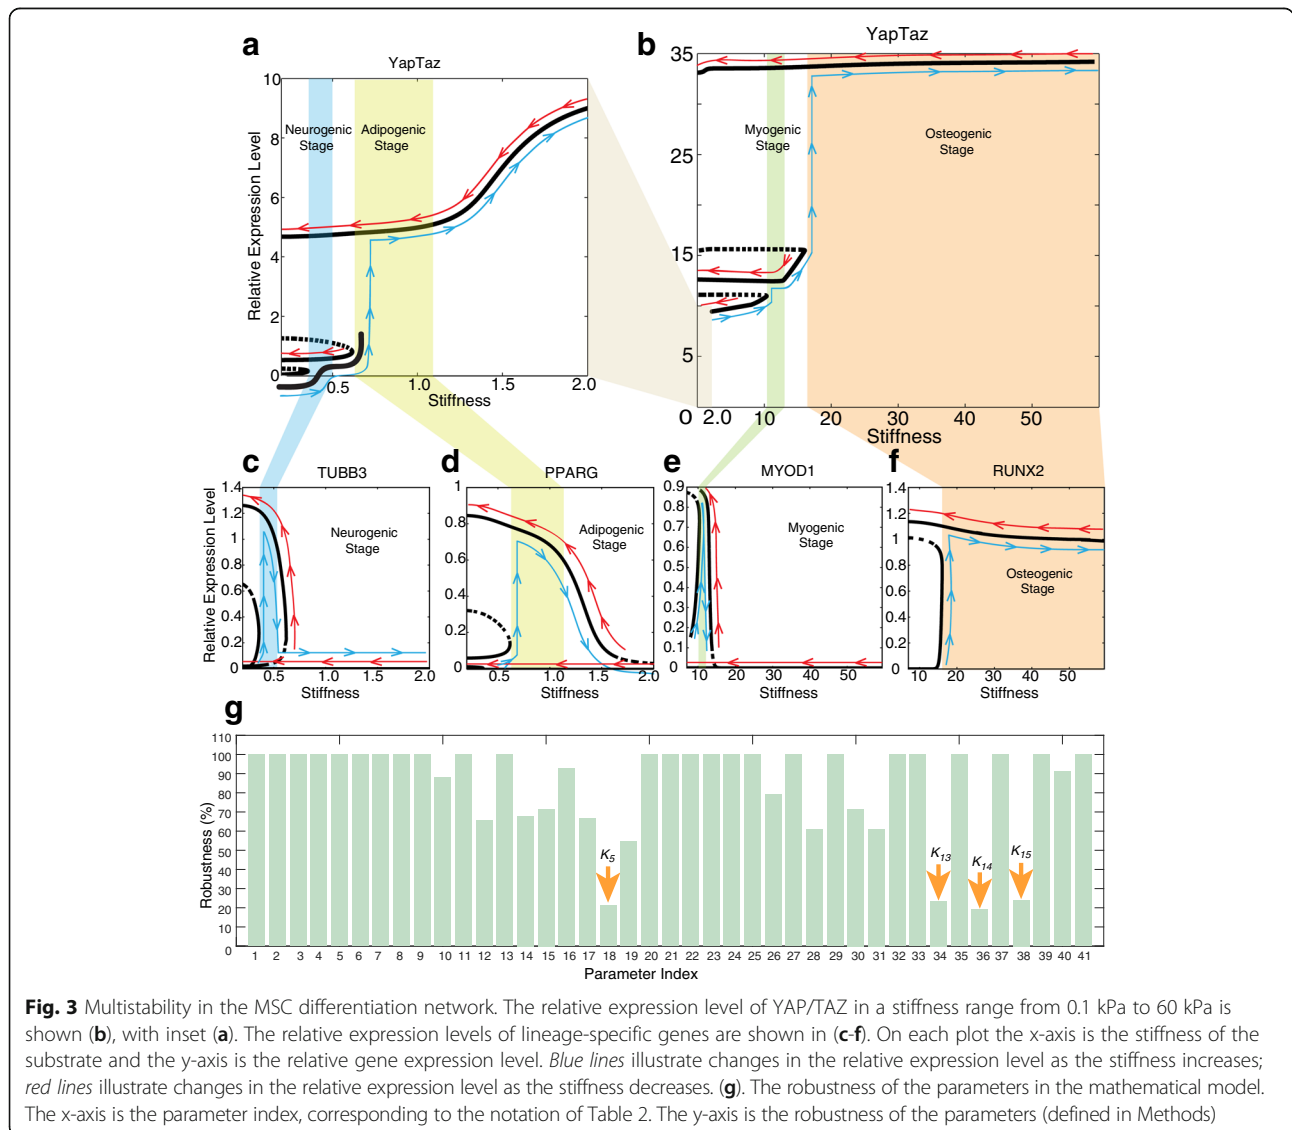 a
YapTaz
10
8
6
4
2
0
Relative Expression Level
Neurogenic
Stage
Adipogenic
Stage
0.5
1.0
1.5
2.0
Stiffness
b
YapTaz
35
25
15
5
Myogenic
Stage
Osteogenic
Stage
0 2.0
10
20
30
40
50
Stiffness
c
TUBB3
1.4
1.2
1
0.8
0.6
0.4
0.2
0
Relative Expression Level
Neurogenic
Stage
0.5
1.0
1.5
2.0
Stiffness
d
PPARG
1
0.8
0.6
0.4
0.2
0
Adipogenic
Stage
0.5
1.0
1.5
2.0
Stiffness
e
MYOD1
0.9
0.8
0.7
0.6
0.5
0.4
0.3
0.2
0.1
0
Myogenic
Stage
10
20
30
40
50
Stiffness
f
RUNX2
1.4
1.2
1
0.8
0.6
0.4
0.2
0
Osteogenic
Stage
10
20
30
40
50
Stiffness
g
110
100
90
80
70
60
50
40
30
20
10
0
Robustness (%)
K5
K13
K14
K15
1 2 3 4 5 6 7 8 9 10 11 12 13 14 15 16 17 18 19 20 21 22 23 24 25 26 27 28 29 30 31 32 33 34 35 36 37 38 39 40 41
Parameter Index
Fig. 3 Multistability in the MSC differentiation network. The relative expression level of YAP/TAZ in a stiffness range from 0.1 kPa to 60 kPa is
shown (b), with inset (a). The relative expression levels of lineage-specific genes are shown in (c-f). On each plot the x-axis is the stiffness of the
substrate and the y-axis is the relative gene expression level. Blue lines illustrate changes in the relative expression level as the stiffness increases;
red lines illustrate changes in the relative expression level as the stiffness decreases. (g). The robustness of the parameters in the mathematical model.
The x-axis is the parameter index, corresponding to the notation of Table 2. The y-axis is the robustness of the parameters (defined in Methods)